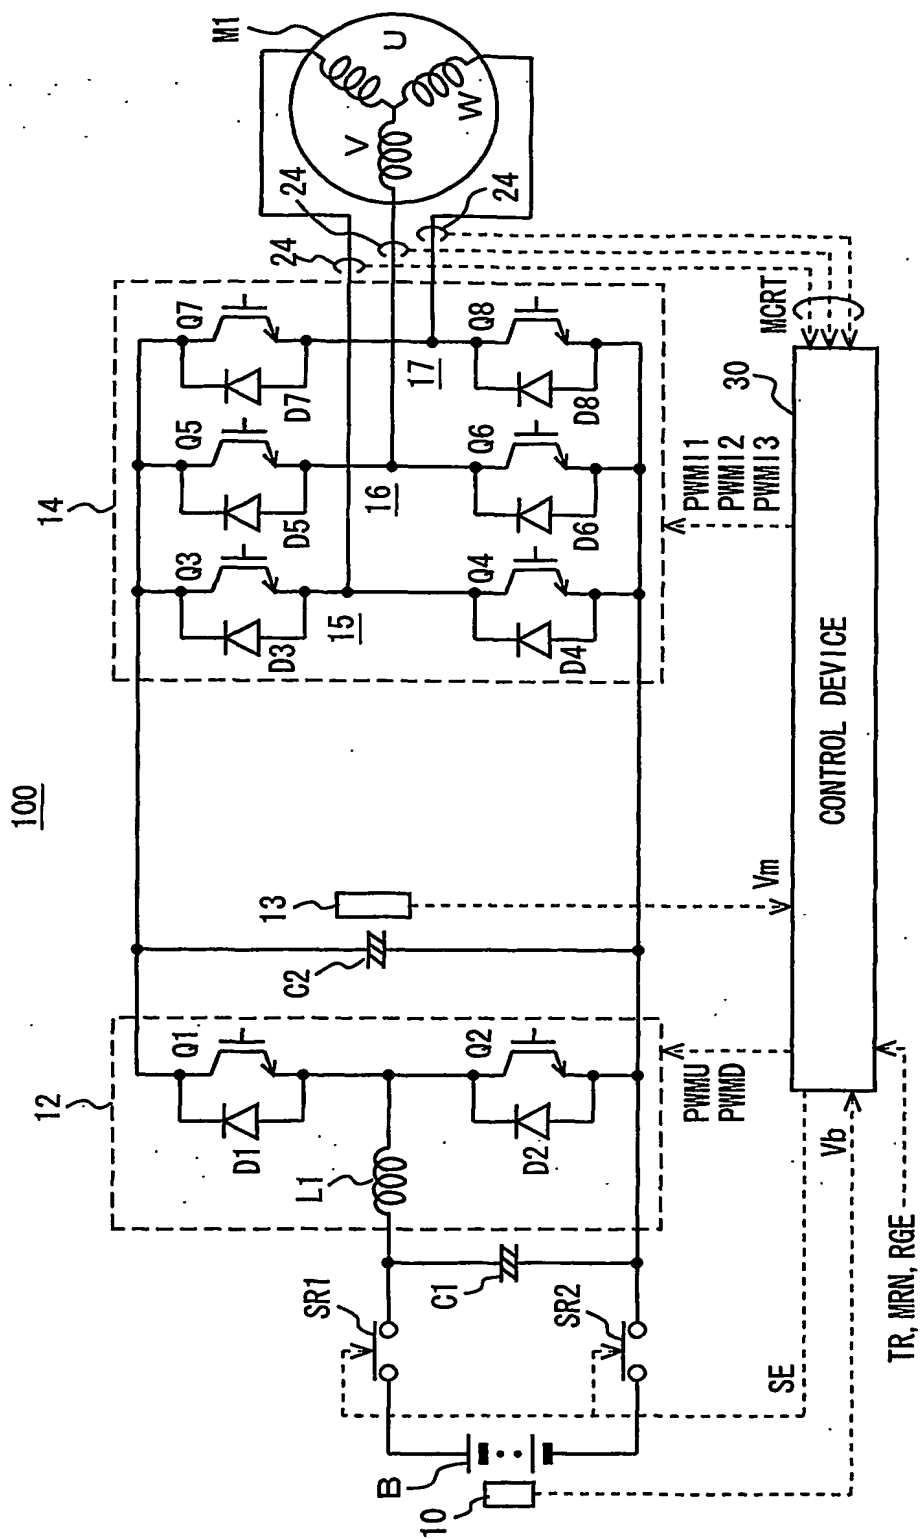 100
10
B
SR1
SR2
C1
12
L1
D1
Q1
D2
Q2
C2
13
14
Q3
D3
Q5
D5
Q7
D7
15
16
17
Q4
D4
Q6
D6
Q8
D8
24
24
24
M1
U
V
W
MCRT
30
PWMI1
PWMI2
PWMI3
PWMU
PWMD
Vm
Vb
SE
CONTROL DEVICE
TR, MRN, RGE